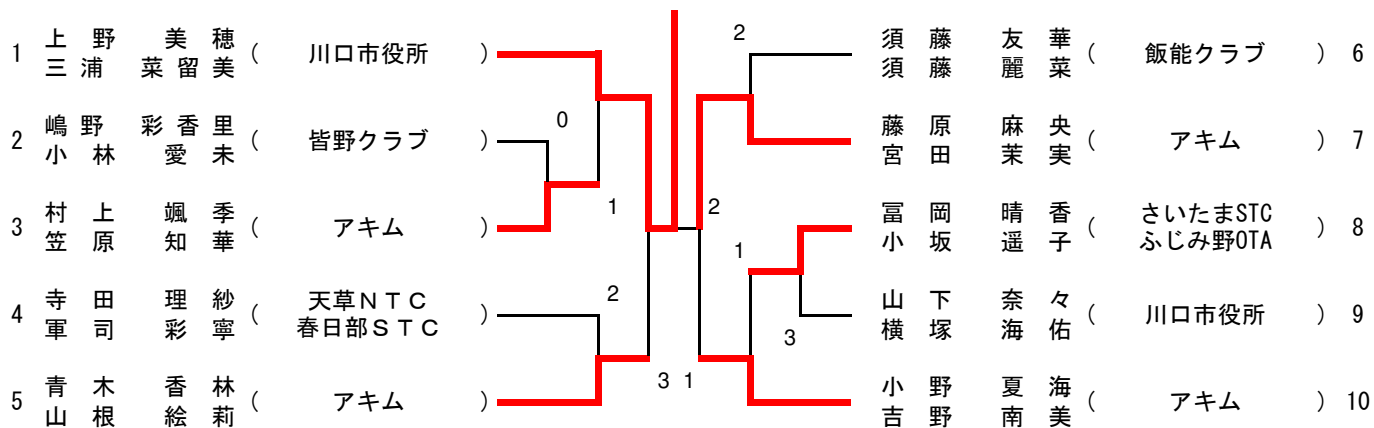 1 上野 美穂 ( 川口市役所 )
三浦 菜留美
2 嶋野 彩香里 ( 皆野クラブ )
小林 愛未
3 村上 颯季 ( アキム )
笠原 知華
4 寺田 理紗 ( 天草NTC )
軍司 彩寧 春日部STC
5 青木 香林 ( アキム )
山根 絵莉
0
1
2
3 1
2
2
1
3
須藤 友華 ( 飯能クラブ ) 6
須藤 麗菜
藤原 麻央 ( アキム ) 7
宮田 茉実
冨岡 晴香 ( さいたまSTC ) 8
小坂 遥子 ふじみ野OTA
山下 奈々 ( 川口市役所 ) 9
横塚 海佑
小野 夏海 ( アキム ) 10
吉野 南美